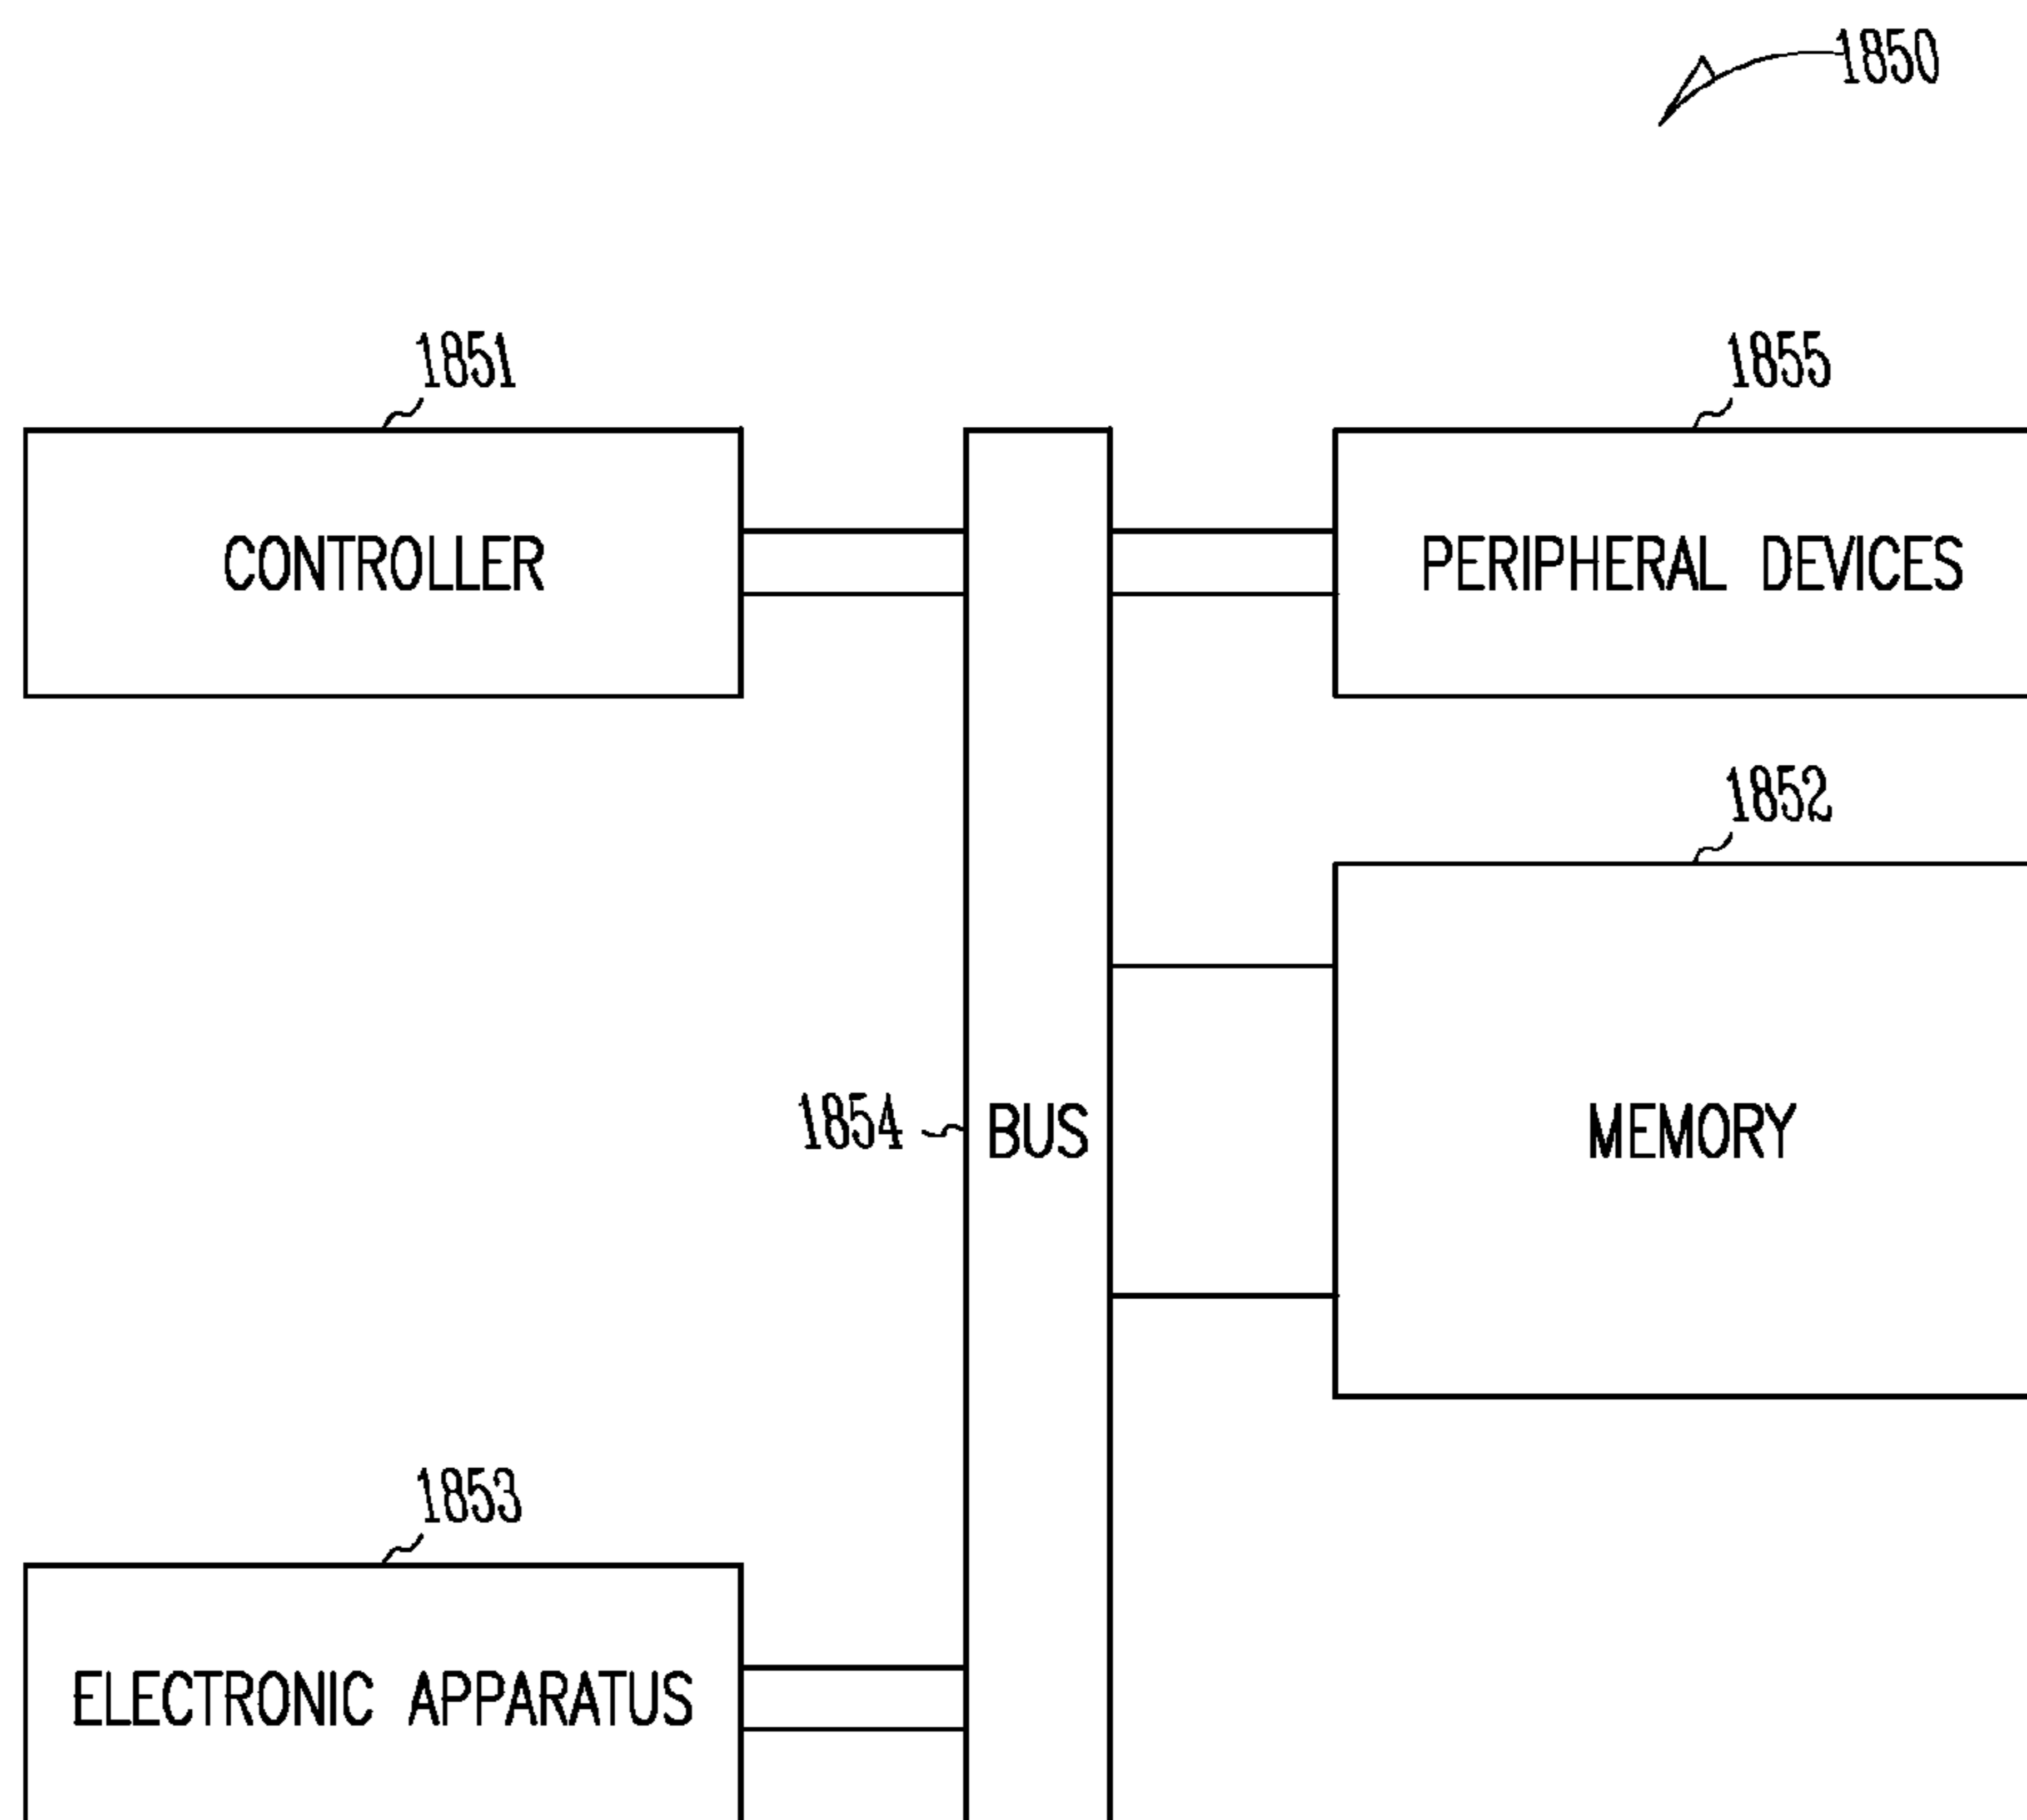 1850
1851
1855
CONTROLLER
PERIPHERAL DEVICES
1852
1854
BUS
MEMORY
1853
ELECTRONIC APPARATUS